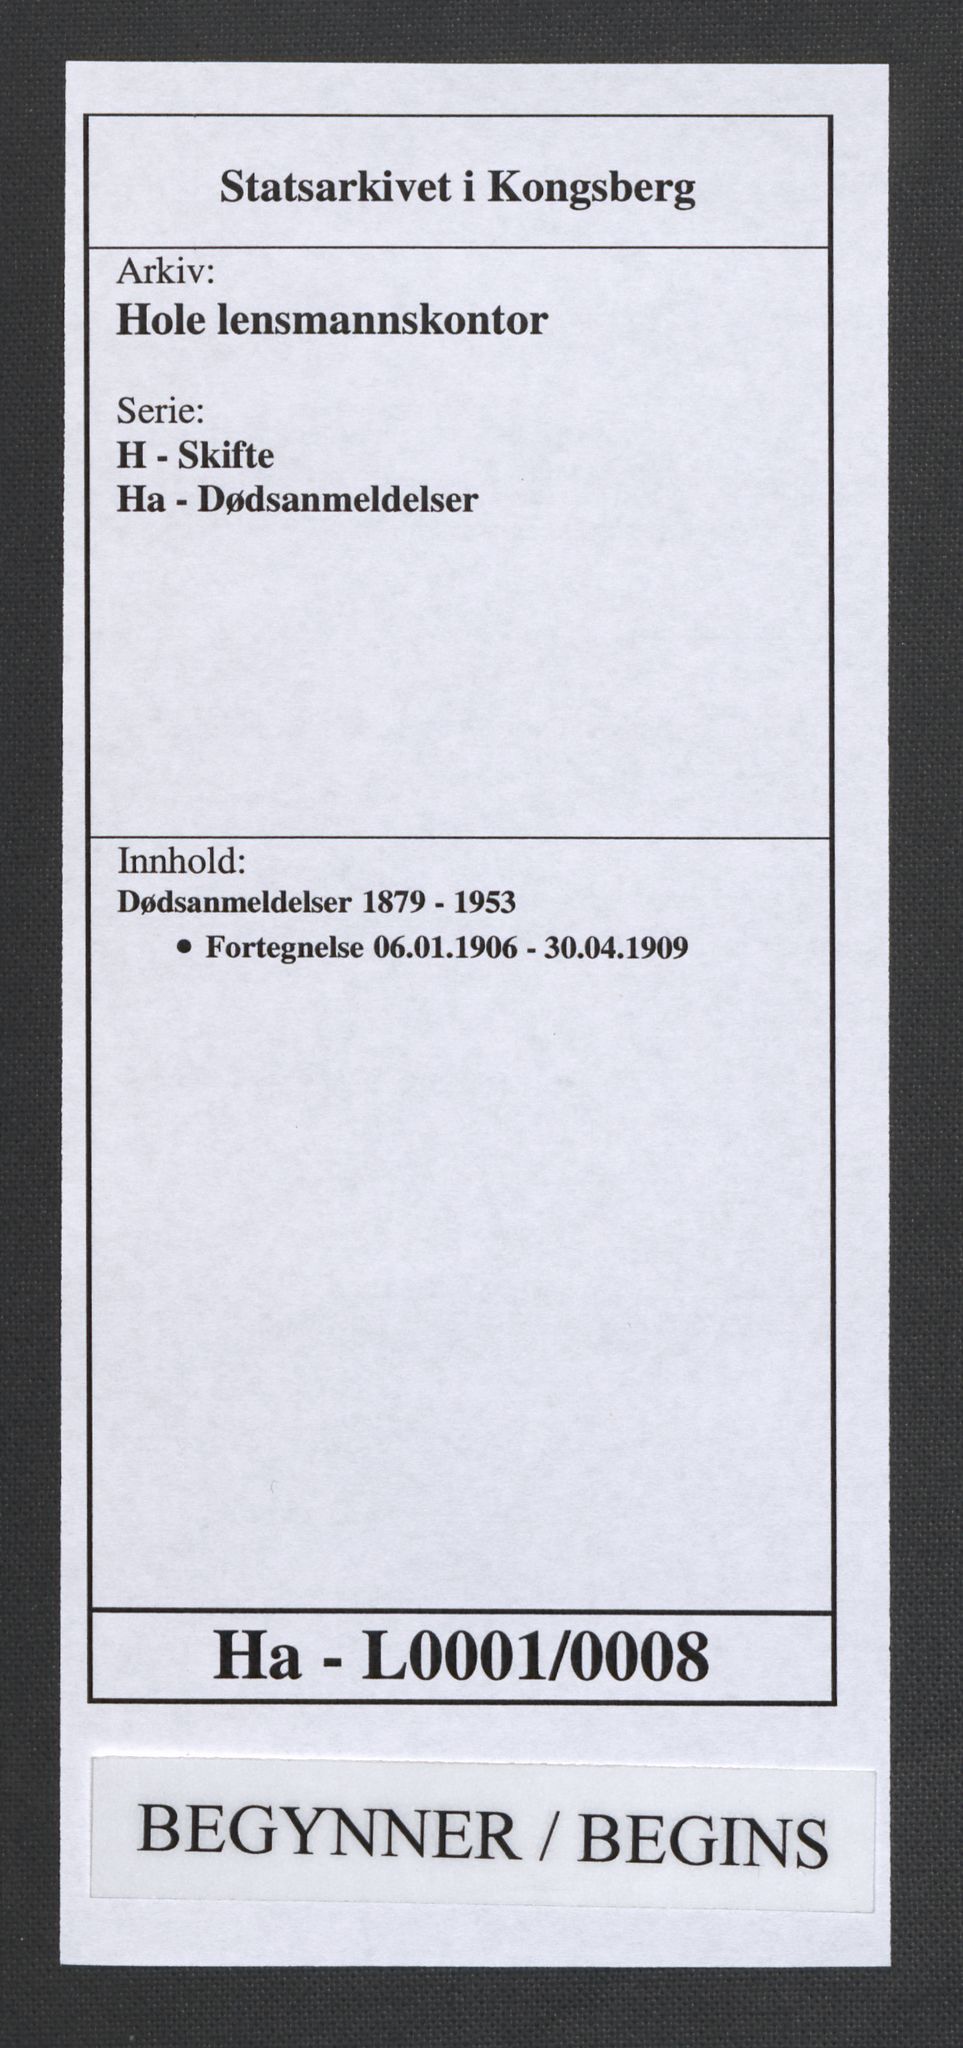 Statsarkivet i Kongsberg
Arkiv:
Hole lensmannskontor
Serie:
H - Skifte
Ha - Dødsanmeldelser
Innhold:
Dødsanmeldelser 1879 - 1953
• Fortegnelse 06.01.1906 - 30.04.1909
Ha - L0001/0008
BEGYNNER / BEGINS